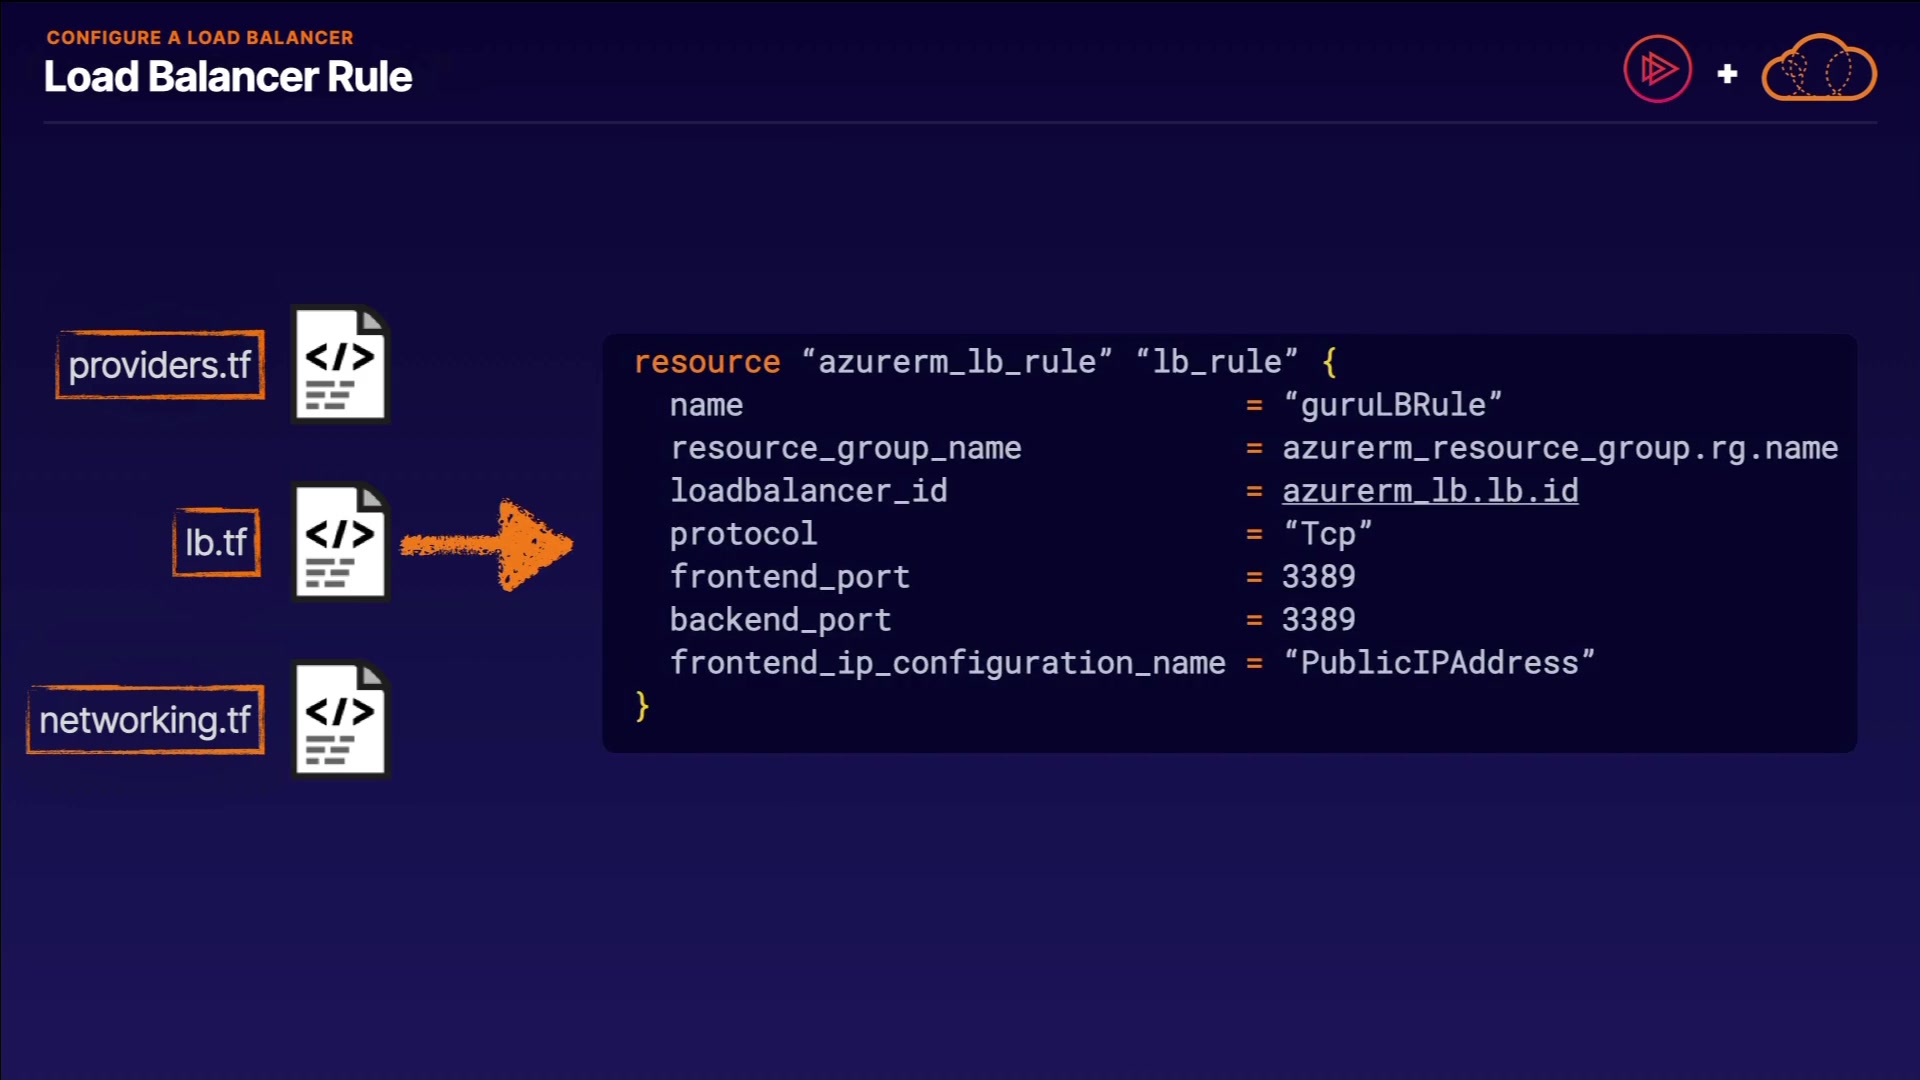 CONFIGURE A LOAD BALANCER
Load Balancer Rule
providers.tf
</>
lb.tf
</>
networking.tf
</>
resource “azurerm_lb_rule” “lb_rule” {
name = “guruLBRule”
resource_group_name = azurerm_resource_group.rg.name
loadbalancer_id = azurerm_lb.lb.id
protocol = “Tcp”
frontend_port = 3389
backend_port = 3389
frontend_ip_configuration_name = “PublicIPAddress”
}